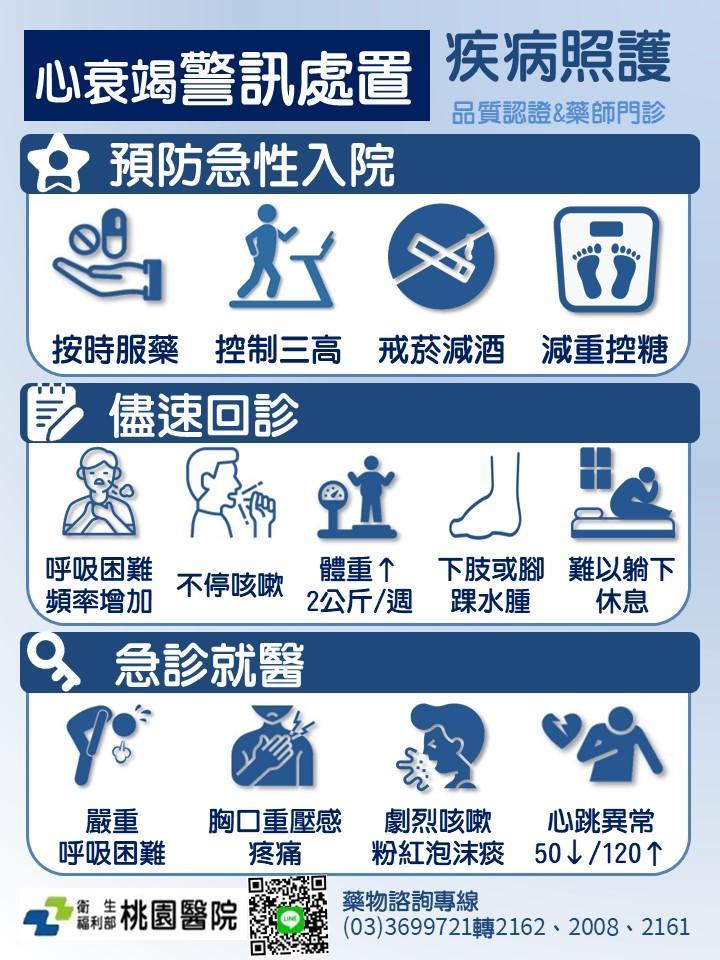 心衰竭警訊處置
疾病照護
品質認證&藥師門診
預防急性入院
按時服藥
控制三高
戒菸減酒
減重控糖
儘速回診
呼吸困難
頻率增加
不停咳嗽
體重↑
2公斤/週
下肢或腳
踝水腫
難以躺下
休息
急診就醫
嚴重
呼吸困難
胸口重壓感
疼痛
劇烈咳嗽
粉紅泡沫痰
心跳異常
50↓/120↑
衛生
福利部
桃園醫院
LINE
藥物諮詢專線
(03)3699721轉2162、2008、2161